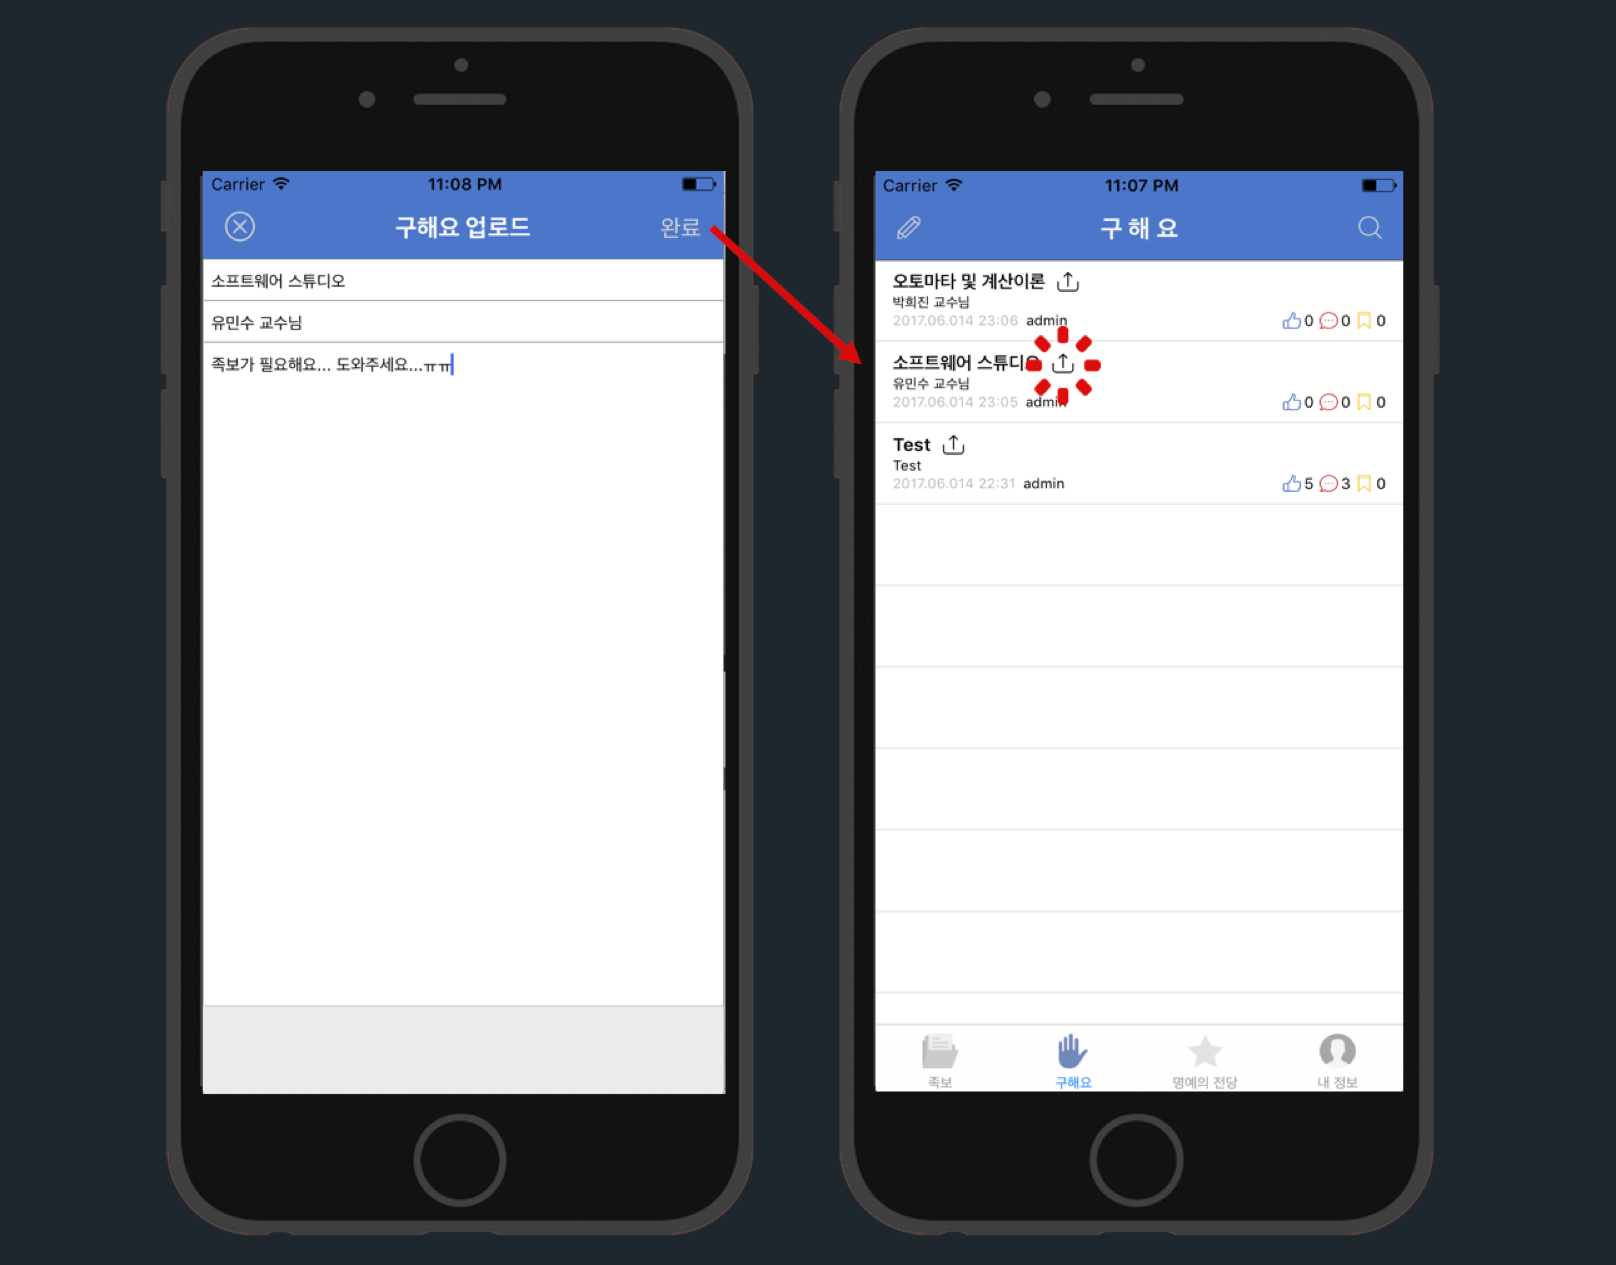 Carrier 11:08 PM
구해요 업로드 완료
소프트웨어 스튜디오
유민수 교수님
족보가 필요해요... 도와주세요...ㅠㅠ
Carrier 11:07 PM
구 해 요
오토마타 및 계산이론
박희진 교수님
2017.06.014 23:06 admin 0 0 0
소프트웨어 스튜디오
유민수 교수님
2017.06.014 23:05 admin 0 0 0
Test
Test
2017.06.014 22:31 admin 5 3 0
족보 구해요 명예의 전당 내 정보